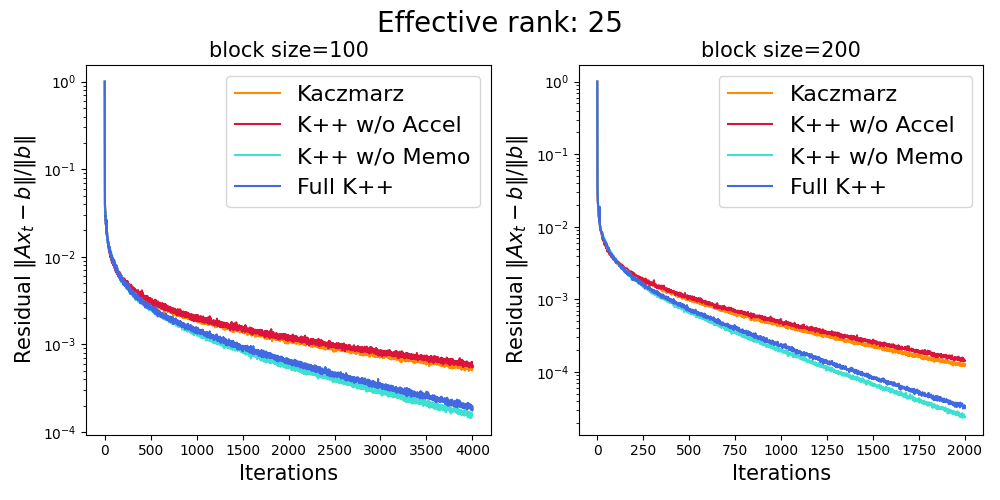 Effective rank: 25
block size=100
Residual ∥Ax_t − b∥/∥b∥
10^0
10^−1
10^−2
10^−3
10^−4
Kaczmarz
K++ w/o Accel
K++ w/o Memo
Full K++
0 500 1000 1500 2000 2500 3000 3500 4000
Iterations
block size=200
Residual ∥Ax_t − b∥/∥b∥
10^0
10^−1
10^−2
10^−3
10^−4
Kaczmarz
K++ w/o Accel
K++ w/o Memo
Full K++
0 250 500 750 1000 1250 1500 1750 2000
Iterations